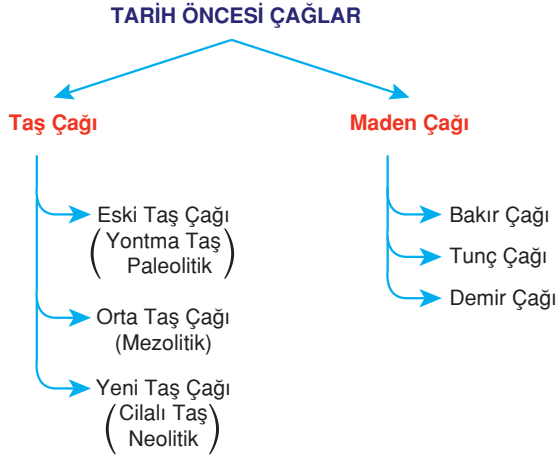 TARİH ÖNCESİ ÇAĞLAR
Taş Çağı
Eski Taş Çağı
(Yontma Taş
Paleolitik)
Orta Taş Çağı
(Mezolitik)
Yeni Taş Çağı
(Cilalı Taş
Neolitik)
Maden Çağı
Bakır Çağı
Tunç Çağı
Demir Çağı